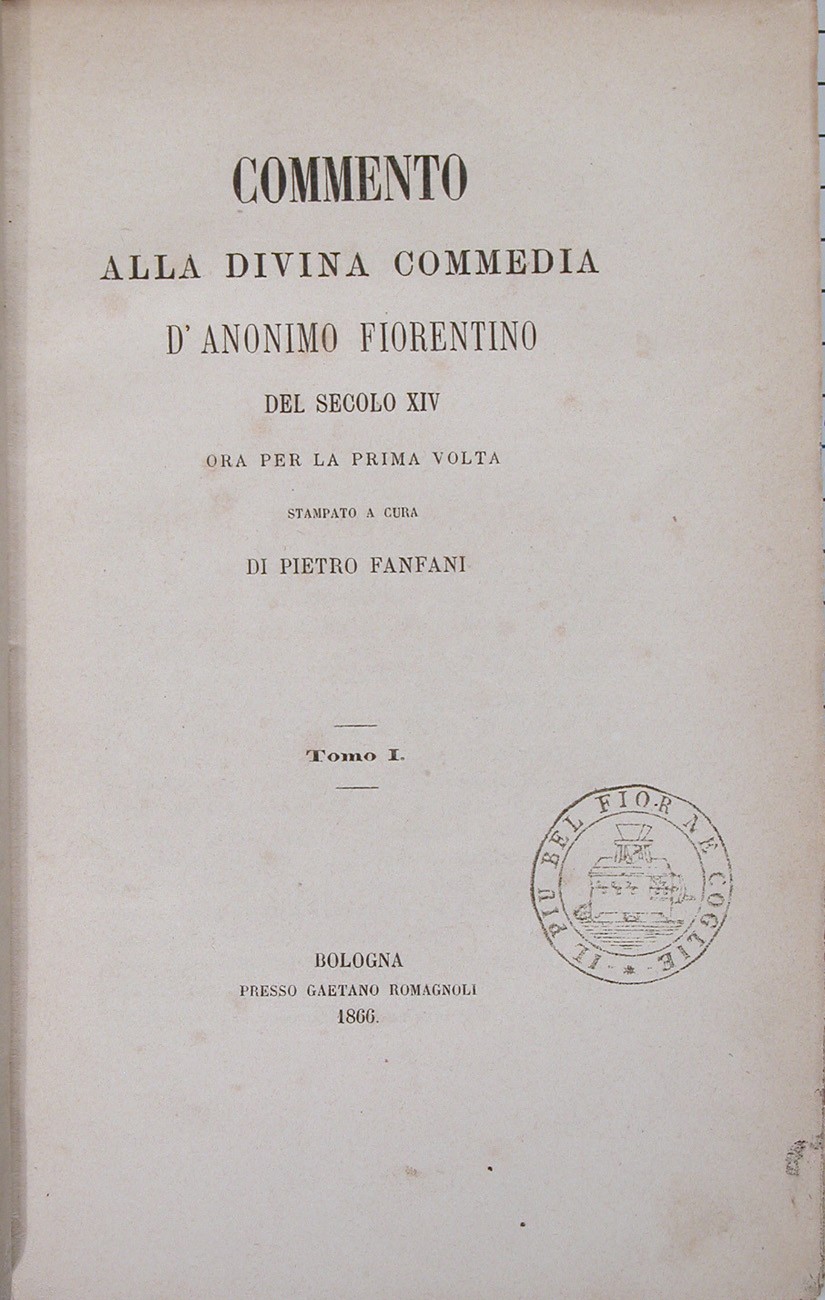 COMMENTO
ALLA DIVINA COMMEDIA
D' ANONIMO FIORENTINO
DEL SECOLO XIV
ORA PER LA PRIMA VOLTA
STAMPATO A CURA
DI PIETRO FANFANI
Tomo I.
IL PIU BEL FIOR NE COGLIE
BOLOGNA
PRESSO GAETANO ROMAGNOLI
1866.